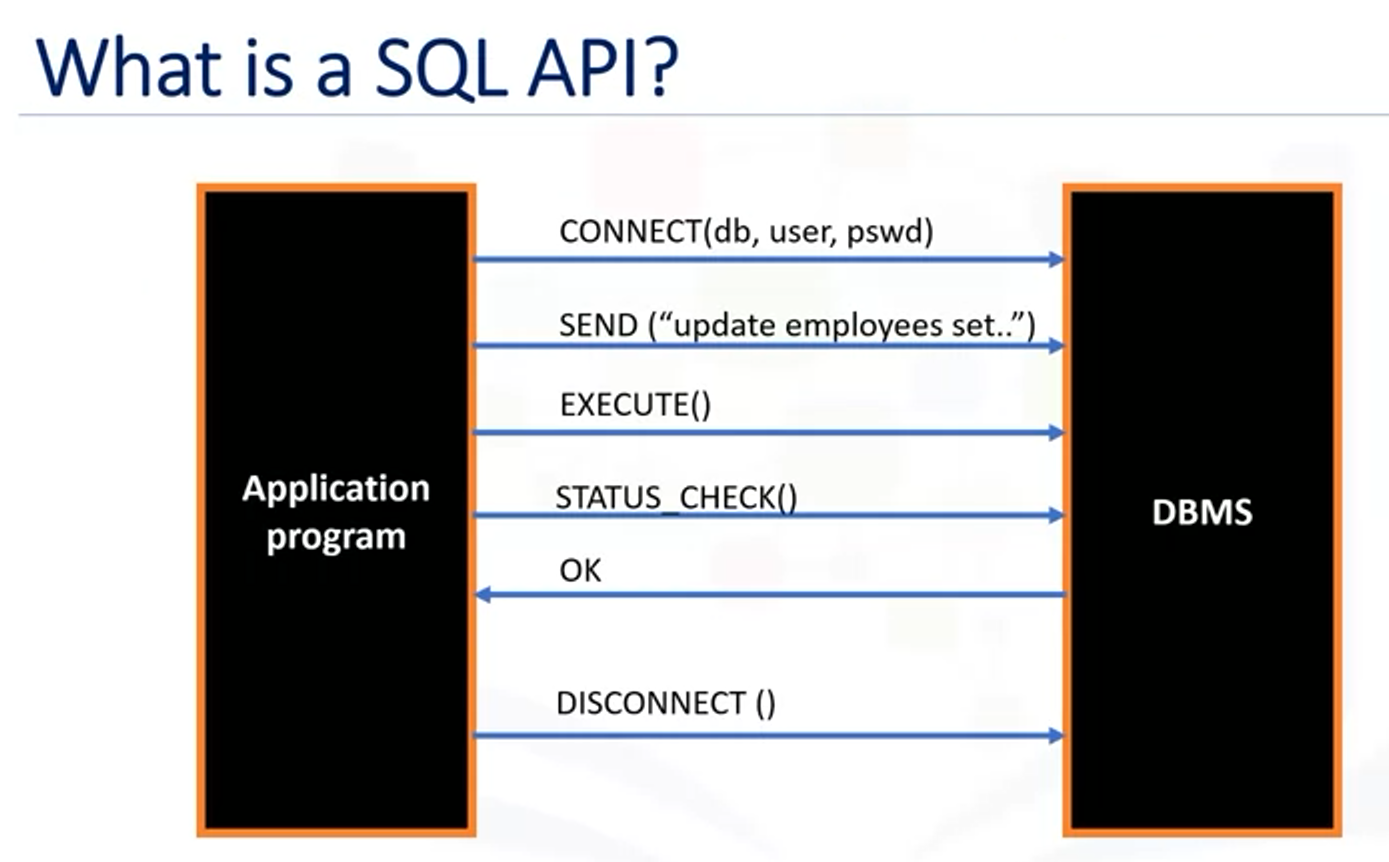 What is a SQL API?
CONNECT(db, user, pswd)
SEND (“update employees set..”)
EXECUTE()
STATUS_CHECK()
OK
DISCONNECT ()
Application
program
DBMS